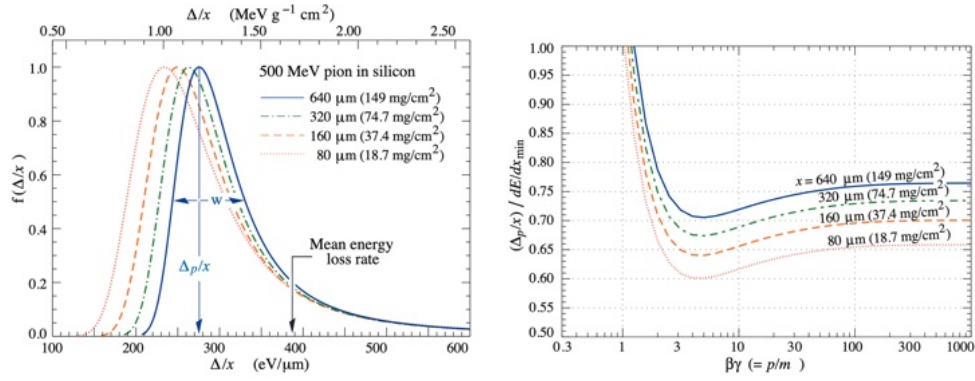 Δ/x (MeV g⁻¹ cm²)
0.50 1.00 1.50 2.00 2.50
1.0
0.8
0.6
0.4
0.2
0.0
f(Δ/x)
500 MeV pion in silicon
640 μm (149 mg/cm²)
320 μm (74.7 mg/cm²)
160 μm (37.4 mg/cm²)
80 μm (18.7 mg/cm²)
w
Δp/x
Mean energy
loss rate
100 200 300 400 500 600
Δ/x (eV/μm)
1.00
0.95
0.90
0.85
0.80
0.75
0.70
0.65
0.60
0.55
0.50
(Δp/x) / dE/dx min
x = 640 μm (149 mg/cm²)
320 μm (74.7 mg/cm²)
160 μm (37.4 mg/cm²)
80 μm (18.7 mg/cm²)
0.3 1 3 10 30 100 300 1000
βγ (= p/m)